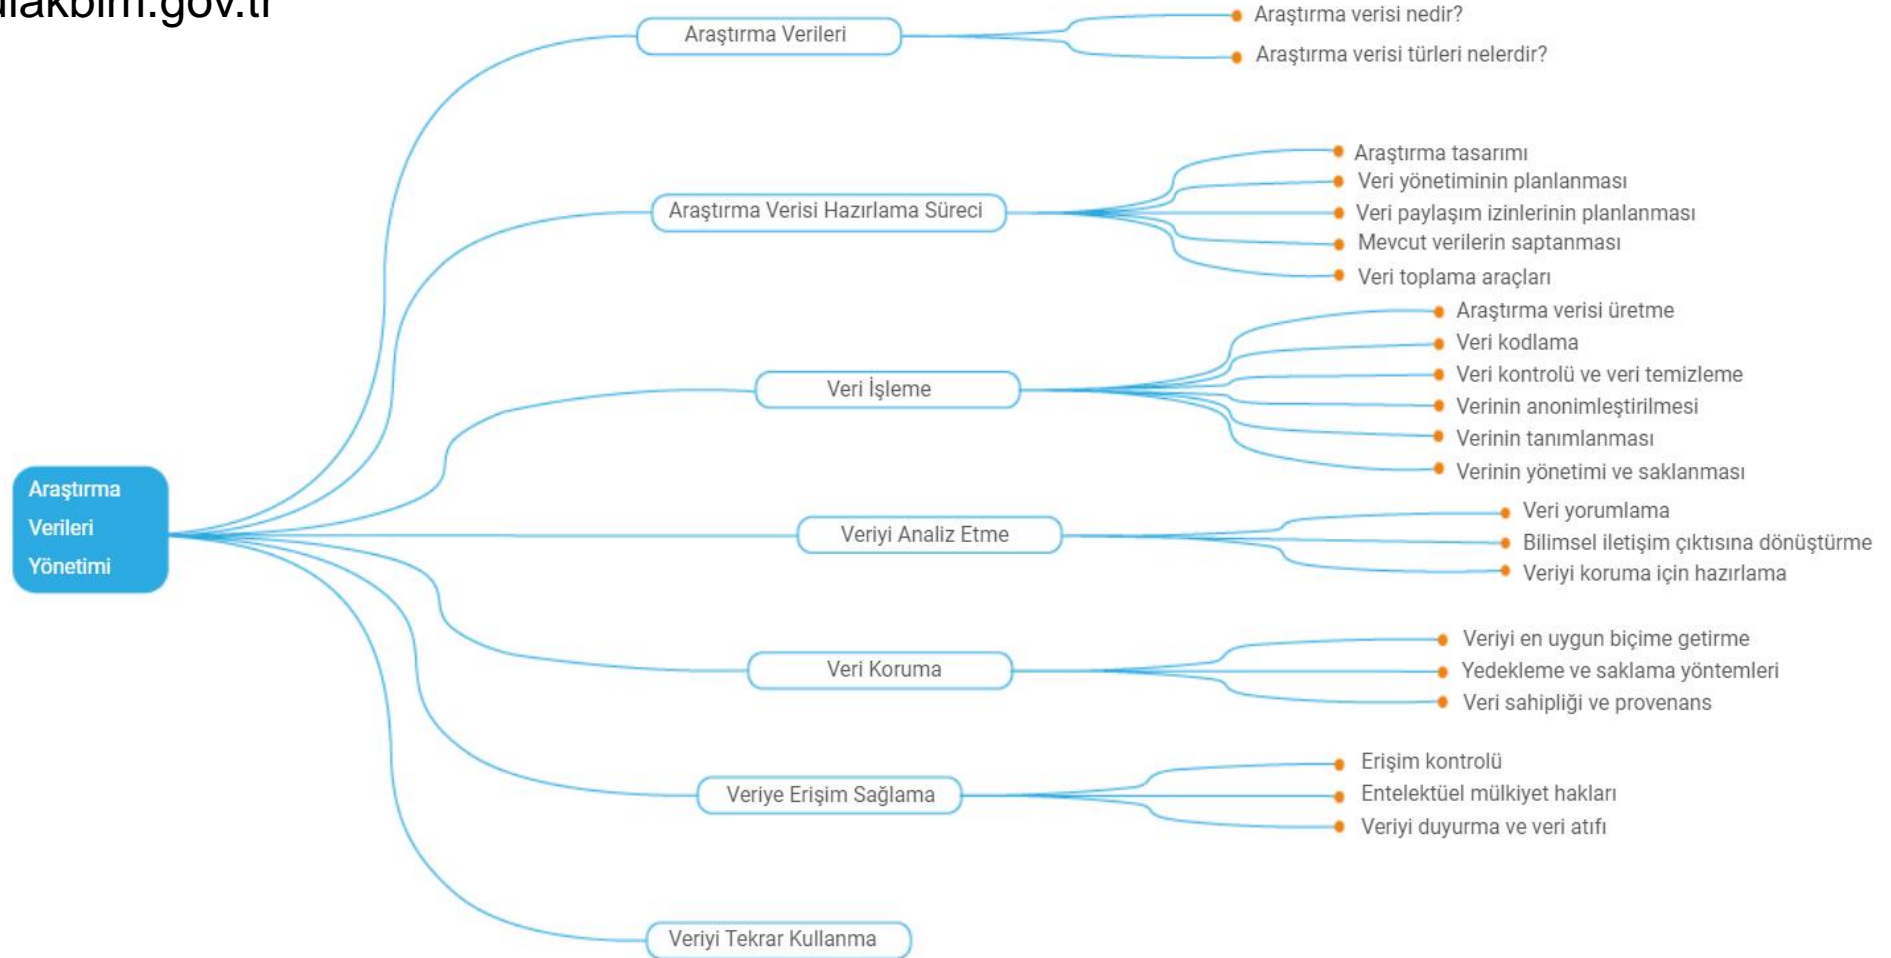 ulakbim.gov.tr
Araştırma
Verileri
Yönetimi
Araştırma Verileri
Araştırma verisi nedir?
Araştırma verisi türleri nelerdir?
Araştırma Verisi Hazırlama Süreci
Araştırma tasarımı
Veri yönetiminin planlanması
Veri paylaşım izinlerinin planlanması
Mevcut verilerin saptanması
Veri toplama araçları
Veri İşleme
Araştırma verisi üretme
Veri kodlama
Veri kontrolü ve veri temizleme
Verinin anonimleştirilmesi
Verinin tanımlanması
Verinin yönetimi ve saklanması
Veriyi Analiz Etme
Veri yorumlama
Bilimsel iletişim çıktısına dönüştürme
Veriyi koruma için hazırlama
Veri Koruma
Veriyi en uygun biçime getirme
Yedekleme ve saklama yöntemleri
Veri sahipliği ve provenans
Veriye Erişim Sağlama
Erişim kontrolü
Entelektüel mülkiyet hakları
Veriyi duyurma ve veri atıfı
Veriyi Tekrar Kullanma